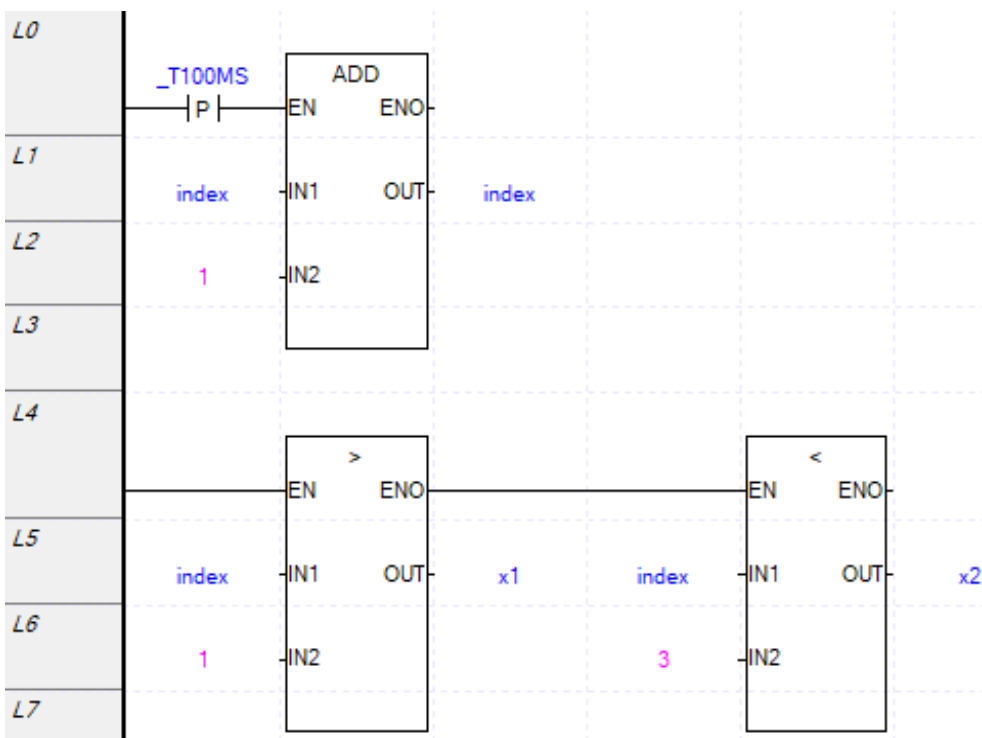 L0
_T100MS ADD
P EN ENO
L1
index IN1 OUT index
L2
1 IN2
L3
L4
> <
EN ENO EN ENO
L5
index IN1 OUT x1 index IN1 OUT x2
L6
1 IN2 3 IN2
L7